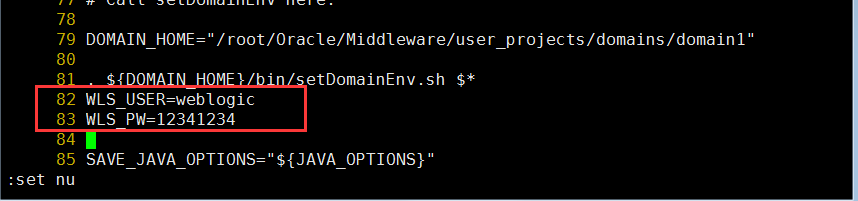 77 # Call setDomainEnv here.
78
79 DOMAIN_HOME="/root/Oracle/Middleware/user_projects/domains/domain1"
80
81 . ${DOMAIN_HOME}/bin/setDomainEnv.sh $*
82 WLS_USER=weblogic
83 WLS_PW=12341234
84
85 SAVE_JAVA_OPTIONS="${JAVA_OPTIONS}"
:set nu